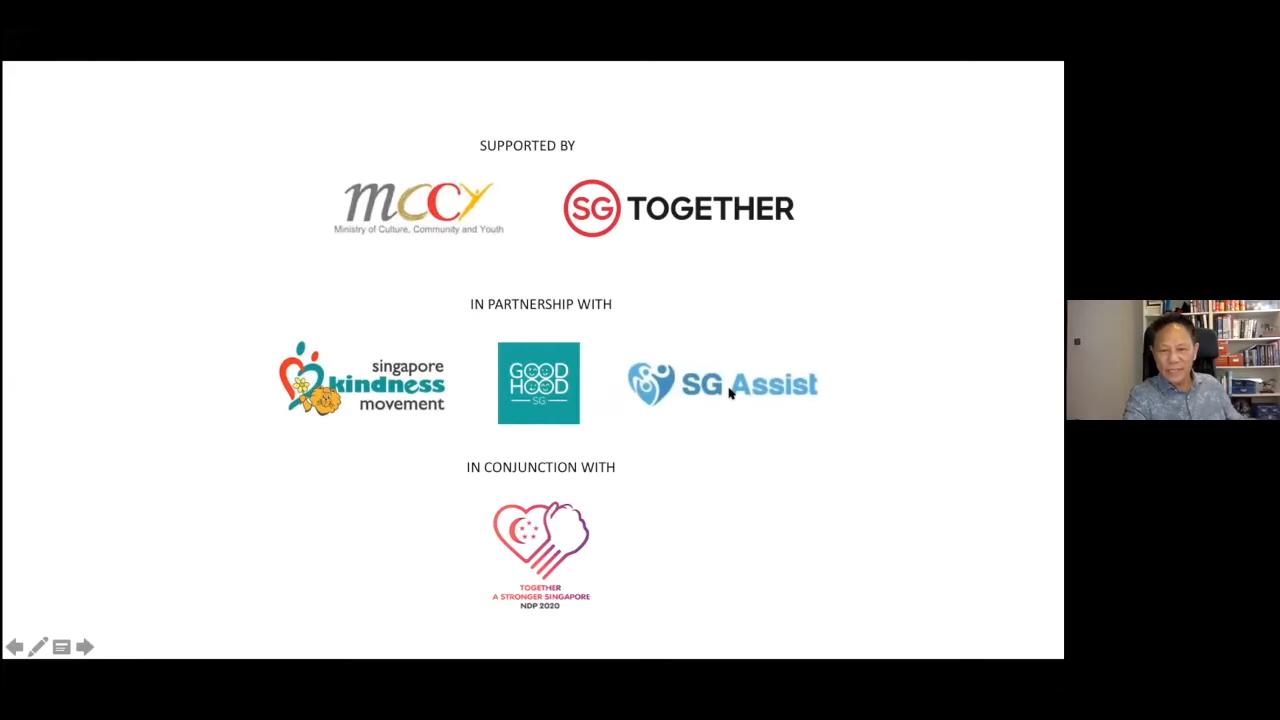 SUPPORTED BY
mccy
Ministry of Culture, Community and Youth
SG TOGETHER
IN PARTNERSHIP WITH
singapore
kindness
movement
GOOD
HOOD
SG
SG Assist
IN CONJUNCTION WITH
TOGETHER
A STRONGER SINGAPORE
NDP 2020